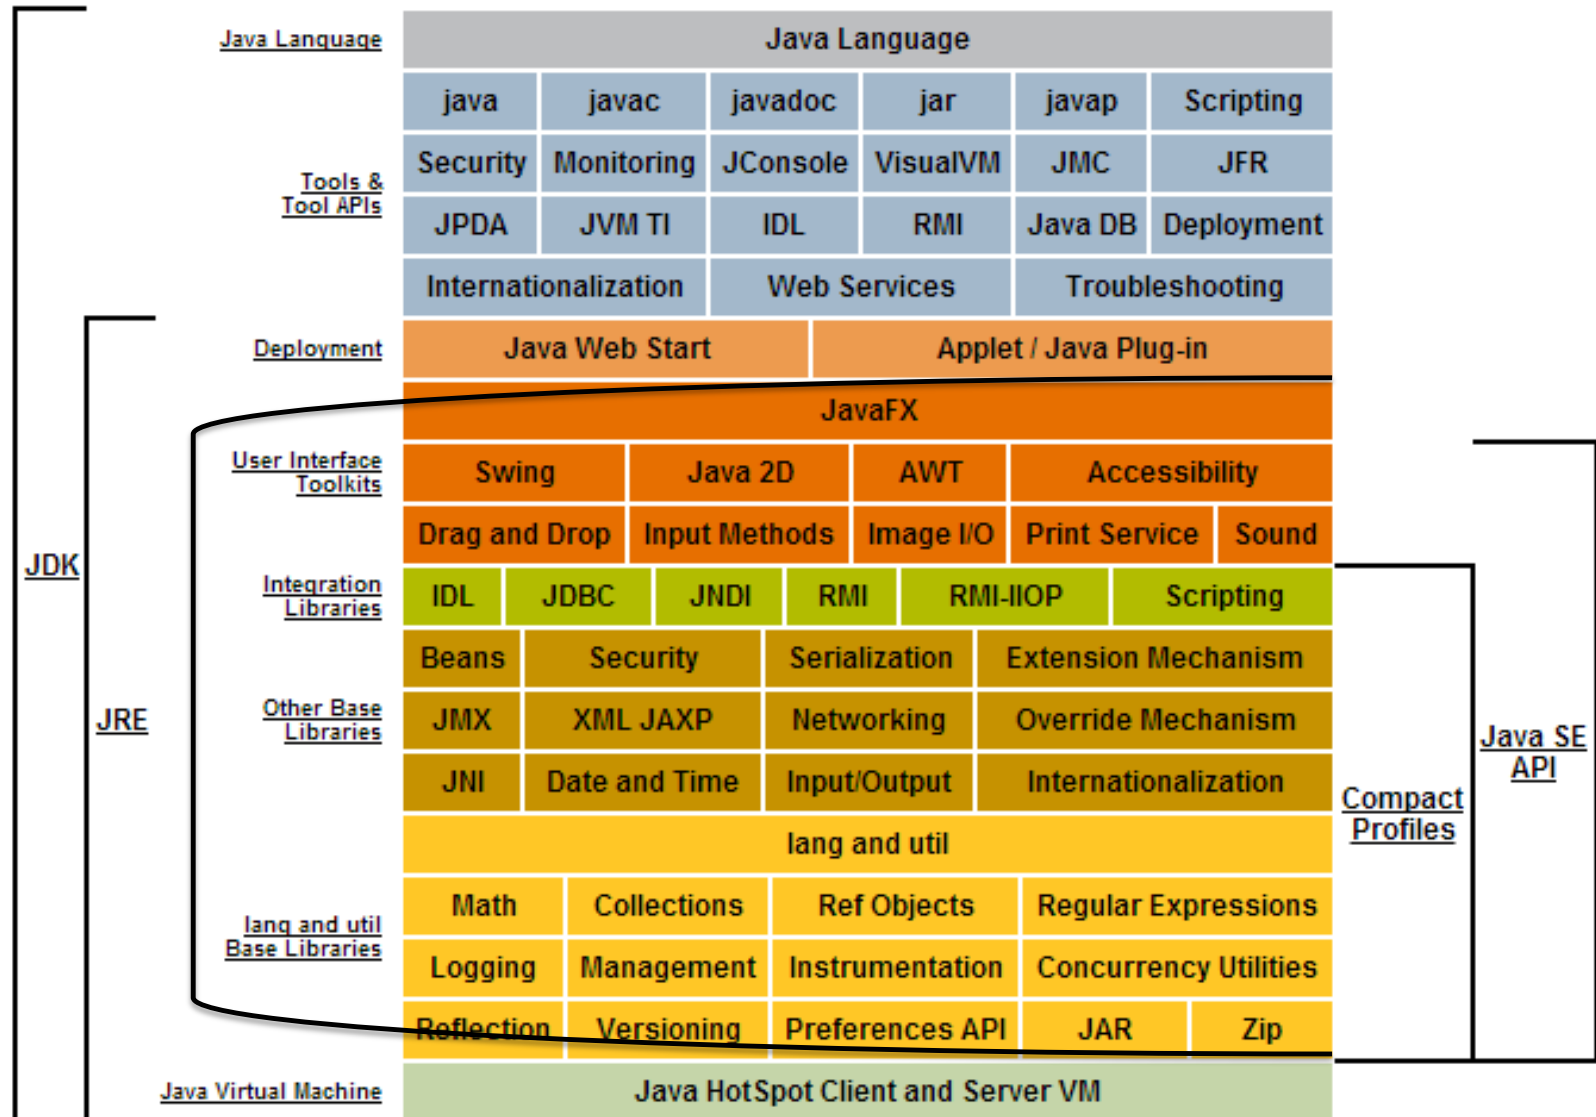 Java Language
Java Language
java javac javadoc jar javap Scripting
Tools &
Tool APIs
Security Monitoring JConsole VisualVM JMC JFR
JPDA JVM TI IDL RMI Java DB Deployment
Internationalization Web Services Troubleshooting
Deployment
Java Web Start Applet / Java Plug-in
JavaFX
User Interface
Toolkits
Swing Java 2D AWT Accessibility
Drag and Drop Input Methods Image I/O Print Service Sound
JDK
Integration
Libraries
IDL JDBC JNDI RMI RMI-IIOP Scripting
Beans Security Serialization Extension Mechanism
JRE
Other Base
Libraries
JMX XML JAXP Networking Override Mechanism
Java SE
API
JNI Date and Time Input/Output Internationalization
Compact
Profiles
lang and util
lang and util
Base Libraries
Math Collections Ref Objects Regular Expressions
Logging Management Instrumentation Concurrency Utilities
Reflection Versioning Preferences API JAR Zip
Java Virtual Machine
Java HotSpot Client and Server VM